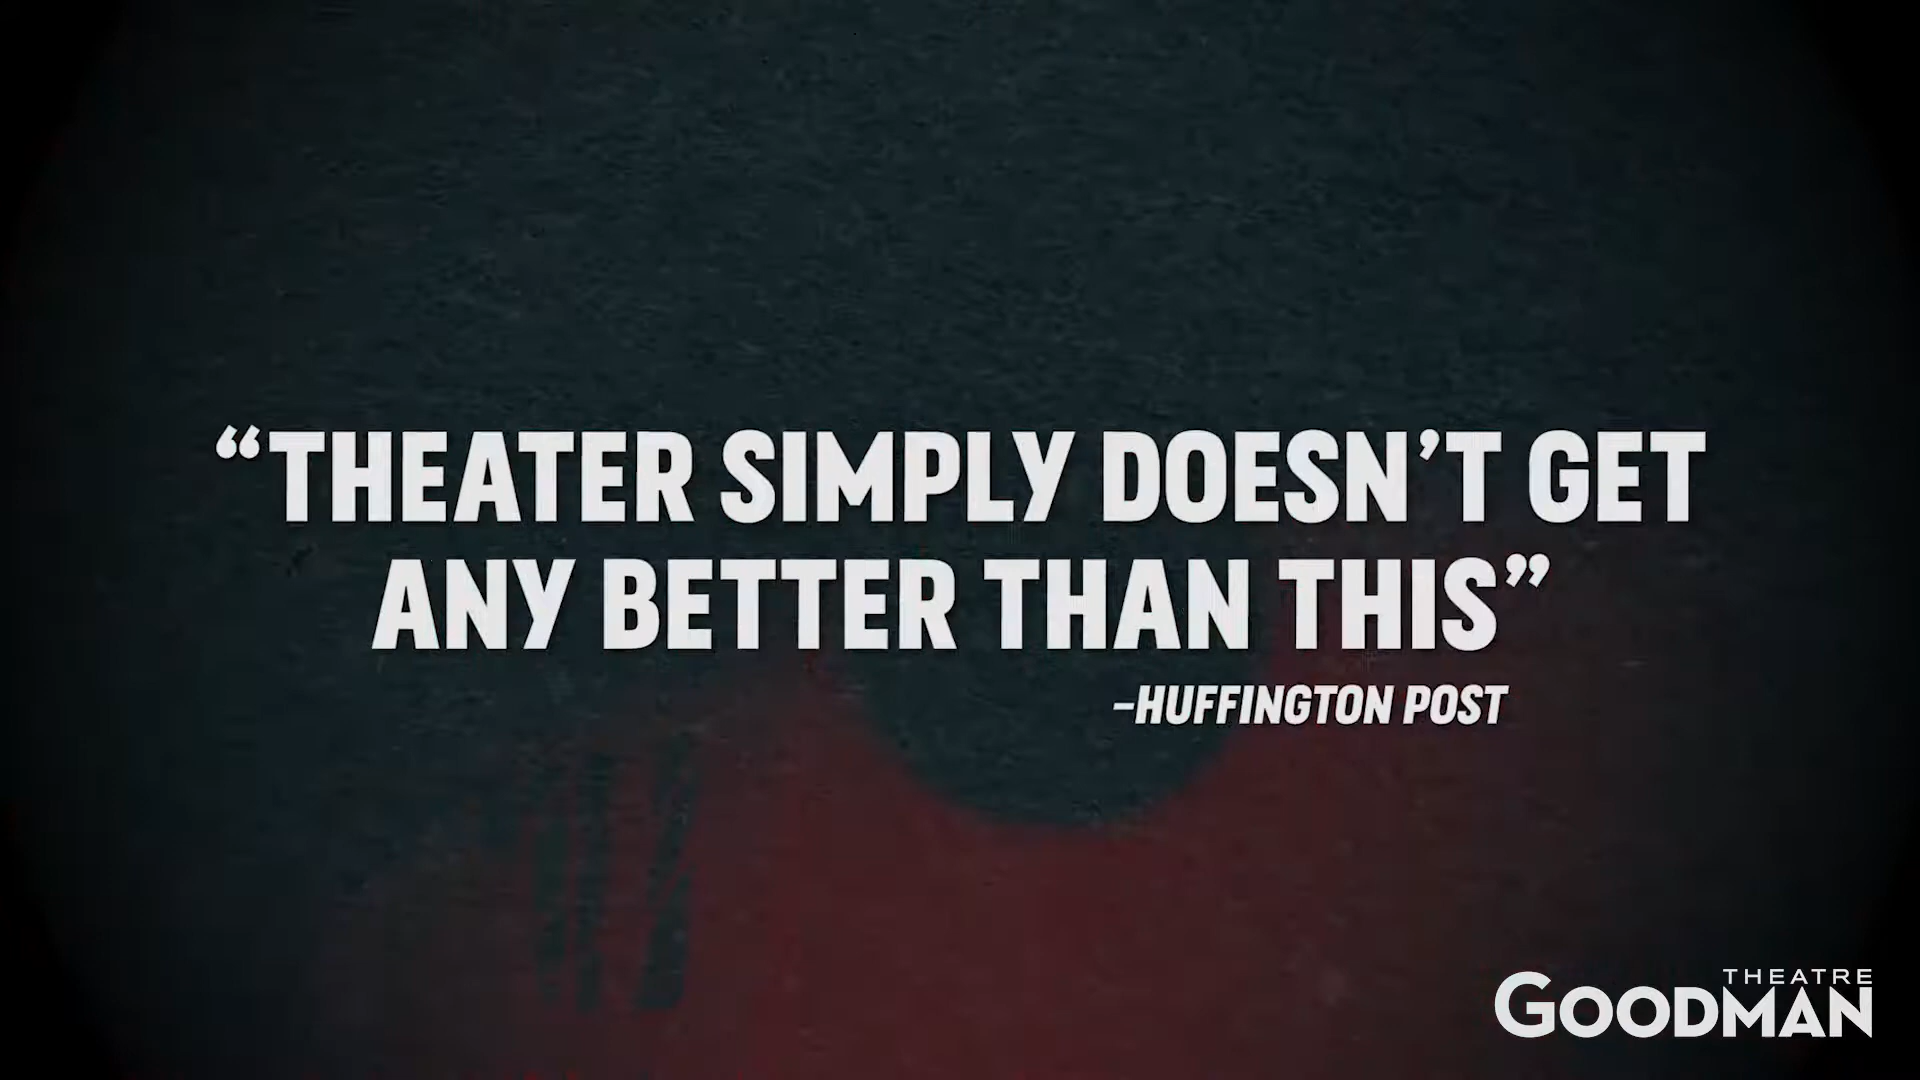 “THEATER SIMPLY DOESN’T GET
ANY BETTER THAN THIS”
–HUFFINGTON POST
THEATRE
GOODMAN